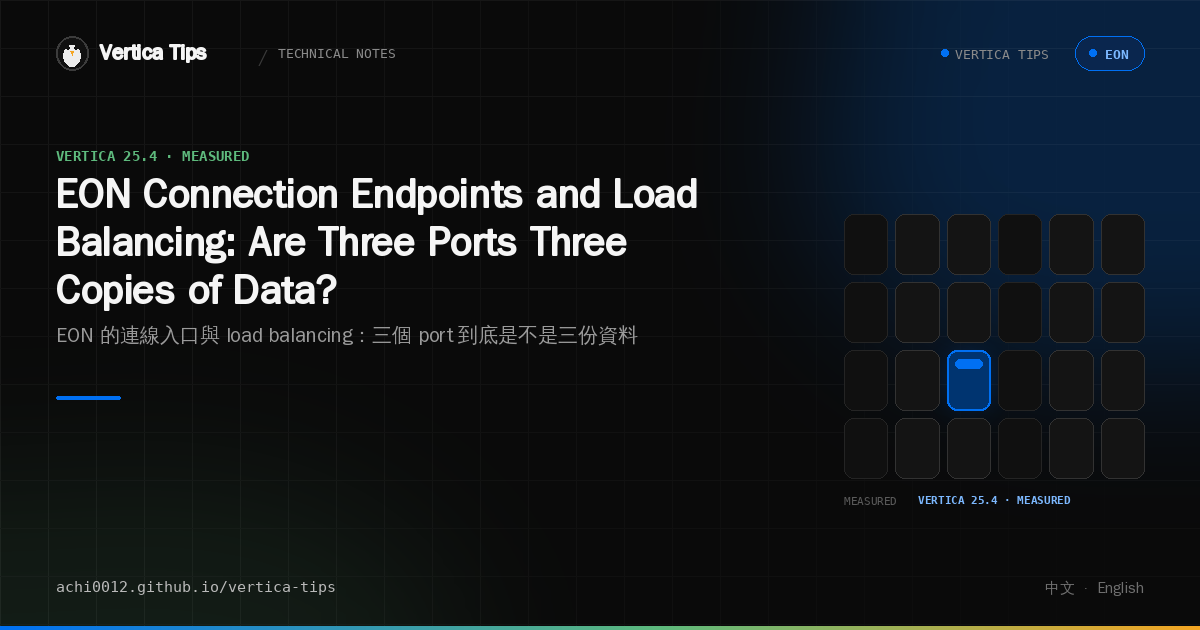 Vertica Tips / TECHNICAL NOTES
VERTICA TIPS EON
VERTICA 25.4 · MEASURED
EON Connection Endpoints and Load
Balancing: Are Three Ports Three
Copies of Data?
EON 的連線入口與 load balancing：三個 port 到底是不是三份資料
MEASURED VERTICA 25.4 · MEASURED
achi0012.github.io/vertica-tips
中文 · English